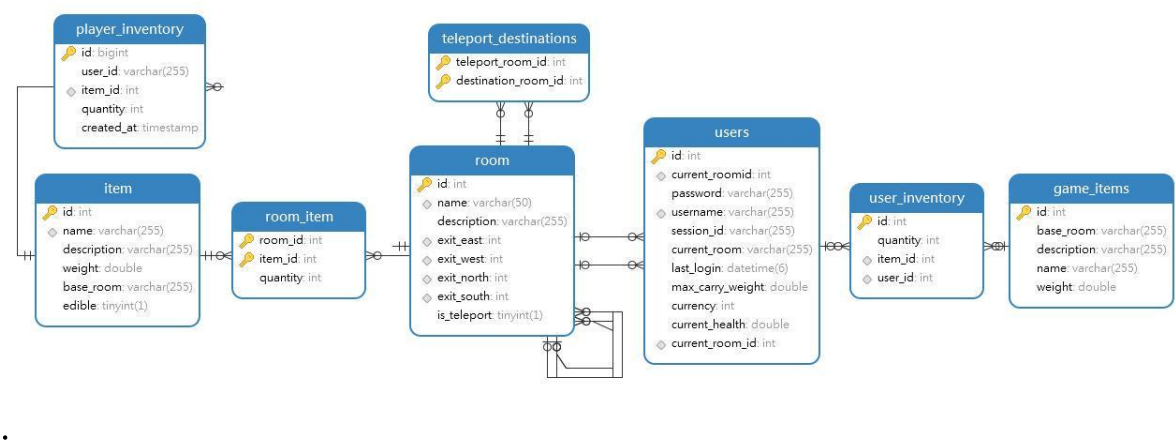 player_inventory
id: bigint
user_id: varchar(255)
item_id: int
quantity: int
created_at: timestamp
teleport_destinations
teleport_room_id: int
destination_room_id: int
item
id: int
name: varchar(255)
description: varchar(255)
weight: double
base_room: varchar(255)
edible: tinyint(1)
room_item
room_id: int
item_id: int
quantity: int
room
id: int
name: varchar(50)
description: varchar(255)
exit_east: int
exit_west: int
exit_north: int
exit_south: int
is_teleport: tinyint(1)
users
id: int
current_roomid: int
password: varchar(255)
username: varchar(255)
session_id: varchar(255)
current_room: varchar(255)
last_login: datetime(6)
max_carry_weight: double
currency: int
current_health: double
current_room_id: int
user_inventory
id: int
quantity: int
item_id: int
user_id: int
game_items
id: int
base_room: varchar(255)
description: varchar(255)
name: varchar(255)
weight: double
.